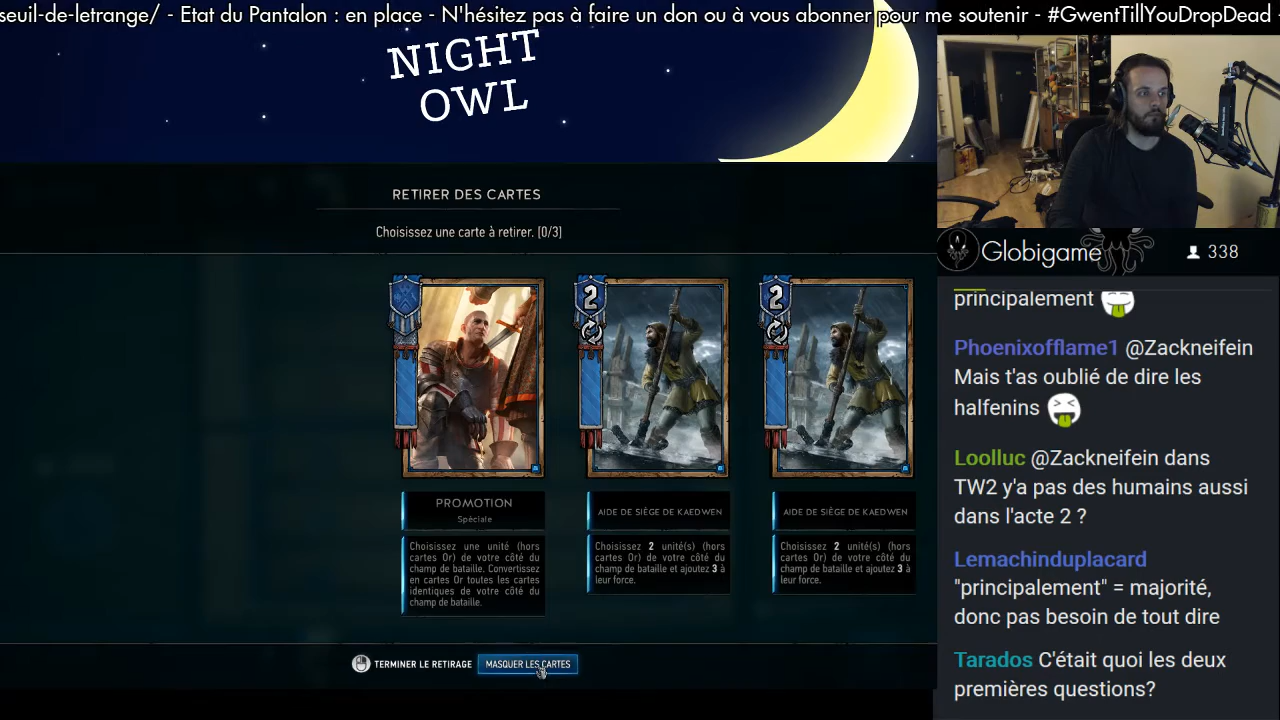 seuil-de-letrange/ - Etat du Pantalon : en place - N'hésitez pas à faire un don ou à vous abonner pour me soutenir - #GwentTillYouDropDead
NIGHT
OWL
RETIRER DES CARTES
Choisissez une carte à retirer. [0/3]
2
2
PROMOTION
Spéciale
Choisissez une unité (hors
cartes Or) de votre côté du
champ de bataille. Convertissez
en cartes Or toutes les cartes
identiques de votre côté du
champ de bataille.
AIDE DE SIÈGE DE KAEDWEN
Choisissez 2 unité(s) (hors
cartes Or) de votre côté du
champ de bataille et ajoutez 3 à
leur force.
AIDE DE SIÈGE DE KAEDWEN
Choisissez 2 unité(s) (hors
cartes Or) de votre côté du
champ de bataille et ajoutez 3 à
leur force.
TERMINER LE RETIRAGE
MASQUER LES CARTES
Globigame
338
principalement
Phoenixofflame1 @Zackneifein
Mais t'as oublié de dire les
halfenins
Loolluc @Zackneifein dans
TW2 y'a pas des humains aussi
dans l'acte 2 ?
Lemachinduplacard
"principalement" = majorité,
donc pas besoin de tout dire
Tarados C'était quoi les deux
premières questions?